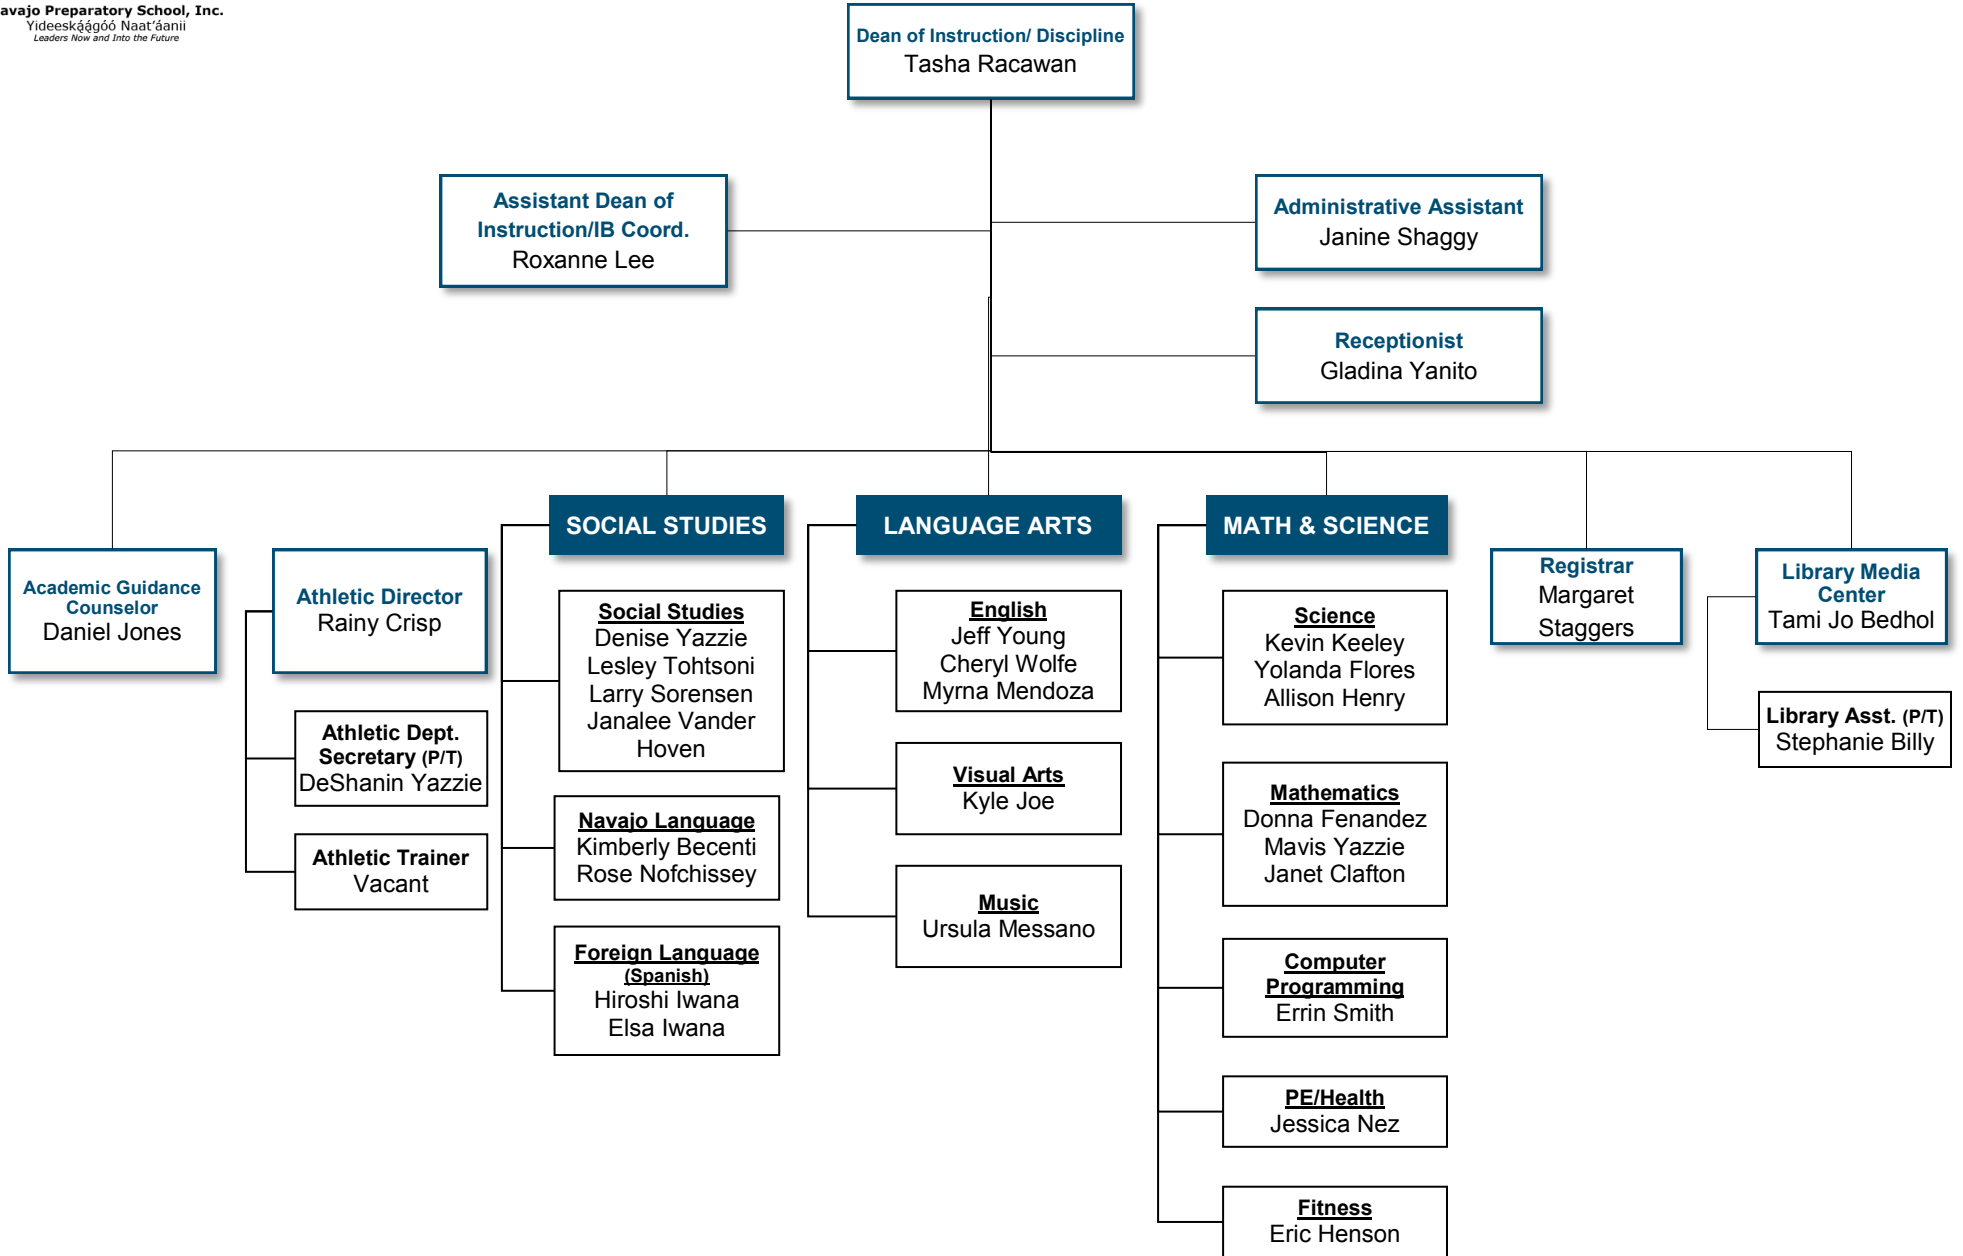 avajo Preparatory School, Inc.
Yideeską́ą́góó Naat'áanii
Leaders Now and Into the Future
Dean of Instruction/ Discipline
Tasha Racawan
Assistant Dean of
Instruction/IB Coord.
Roxanne Lee
Administrative Assistant
Janine Shaggy
Receptionist
Gladina Yanito
Academic Guidance
Counselor
Daniel Jones
Athletic Director
Rainy Crisp
Athletic Dept.
Secretary (P/T)
DeShanin Yazzie
Athletic Trainer
Vacant
SOCIAL STUDIES
Social Studies
Denise Yazzie
Lesley Tohtsoni
Larry Sorensen
Janalee Vander
Hoven
Navajo Language
Kimberly Becenti
Rose Nofchissey
Foreign Language
(Spanish)
Hiroshi Iwana
Elsa Iwana
LANGUAGE ARTS
English
Jeff Young
Cheryl Wolfe
Myrna Mendoza
Visual Arts
Kyle Joe
Music
Ursula Messano
MATH & SCIENCE
Science
Kevin Keeley
Yolanda Flores
Allison Henry
Mathematics
Donna Fenandez
Mavis Yazzie
Janet Clafton
Computer
Programming
Errin Smith
PE/Health
Jessica Nez
Fitness
Eric Henson
Registrar
Margaret
Staggers
Library Media
Center
Tami Jo Bedhol
Library Asst. (P/T)
Stephanie Billy